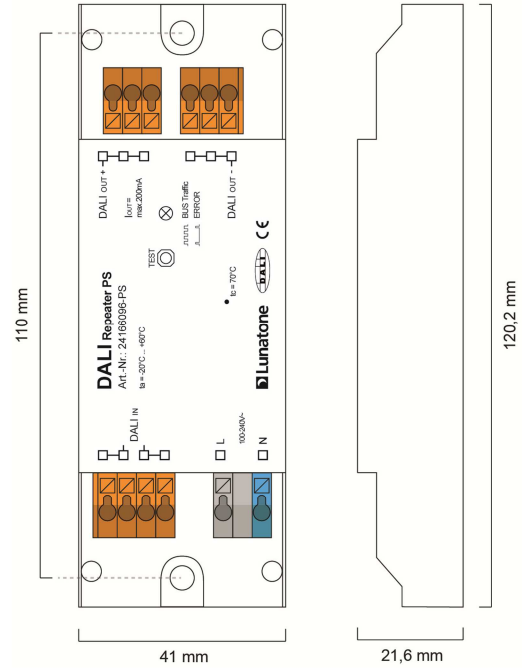 DALI OUT +
IOUT=
max.200mA
BUS Traffic
ERROR
DALI OUT -
TEST
DALI Repeater PS
Art.-Nr.: 24166096-PS
ta=-20°C ... +60°C
tc = 70°C
Lunatone
DALI
CE
DALI IN
L
100-240V~
N
110 mm
120,2 mm
41 mm
21,6 mm